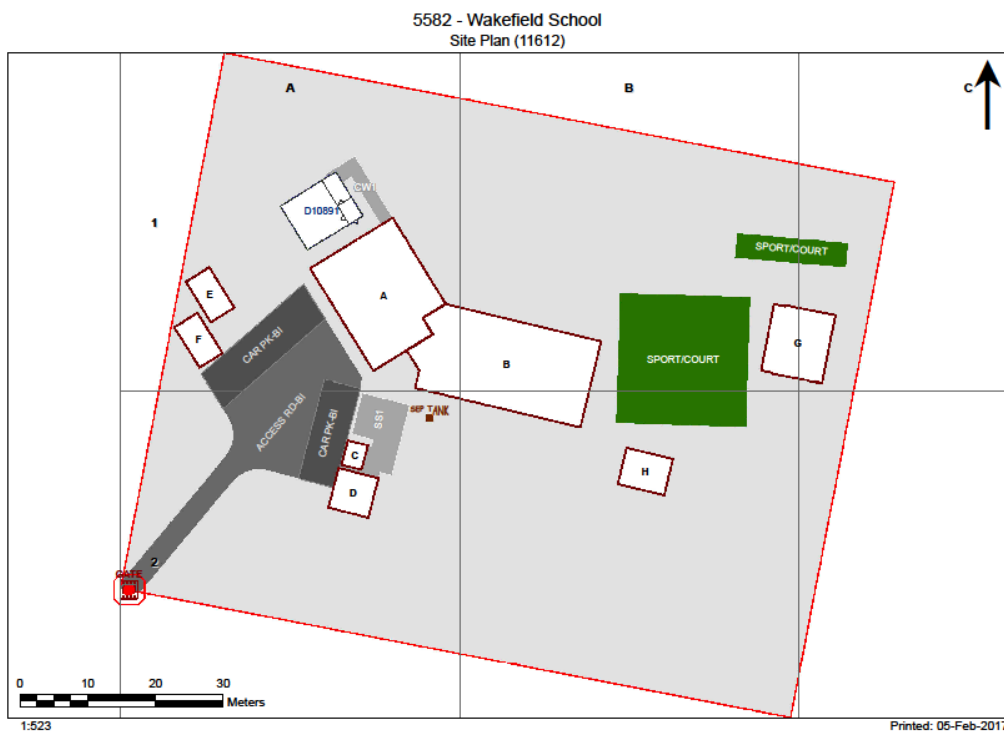 5582 - Wakefield School
Site Plan (11612)
A
B
C
1
CW1
D10891
SPORT/COURT
E
A
F
CAR PK-BI
SPORT/COURT
G
B
ACCESS RD-BI
CAR PK-BI
SS1
SEP TANK
C
H
D
2
GATE
0 10 20 30
Meters
1:523
Printed: 05-Feb-2017